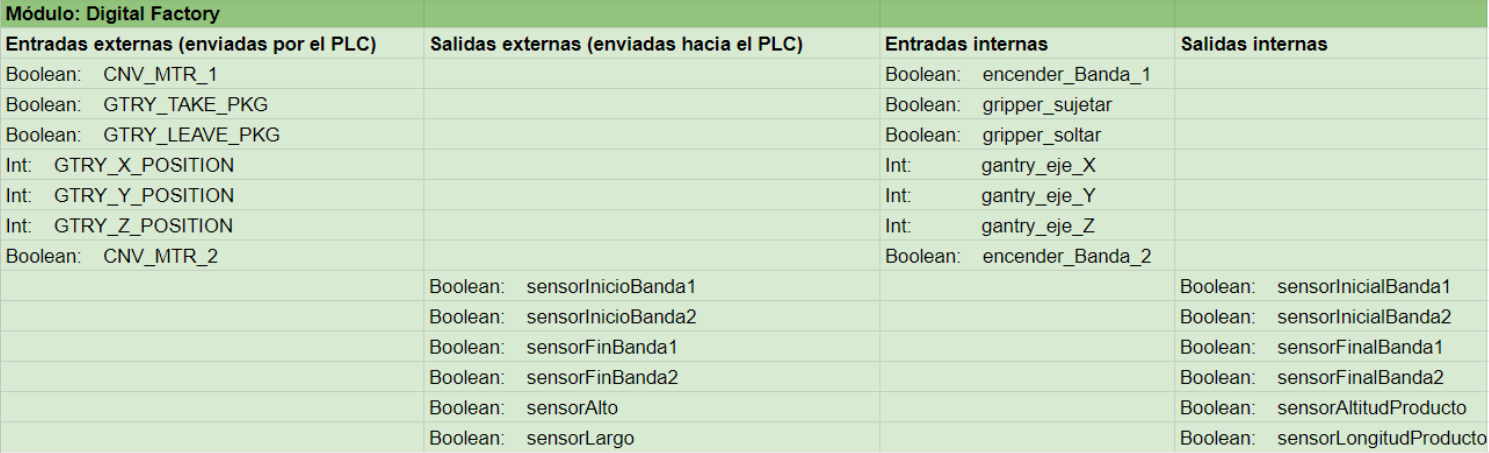 Módulo: Digital Factory
Entradas externas (enviadas por el PLC) Salidas externas (enviadas hacia el PLC) Entradas internas Salidas internas
Boolean: CNV_MTR_1 Boolean: encender_Banda_1
Boolean: GTRY_TAKE_PKG Boolean: gripper_sujetar
Boolean: GTRY_LEAVE_PKG Boolean: gripper_soltar
Int: GTRY_X_POSITION Int: gantry_eje_X
Int: GTRY_Y_POSITION Int: gantry_eje_Y
Int: GTRY_Z_POSITION Int: gantry_eje_Z
Boolean: CNV_MTR_2 Boolean: encender_Banda_2
Boolean: sensorInicioBanda1 Boolean: sensorInicialBanda1
Boolean: sensorInicioBanda2 Boolean: sensorInicialBanda2
Boolean: sensorFinBanda1 Boolean: sensorFinalBanda1
Boolean: sensorFinBanda2 Boolean: sensorFinalBanda2
Boolean: sensorAlto Boolean: sensorAltitudProducto
Boolean: sensorLargo Boolean: sensorLongitudProducto